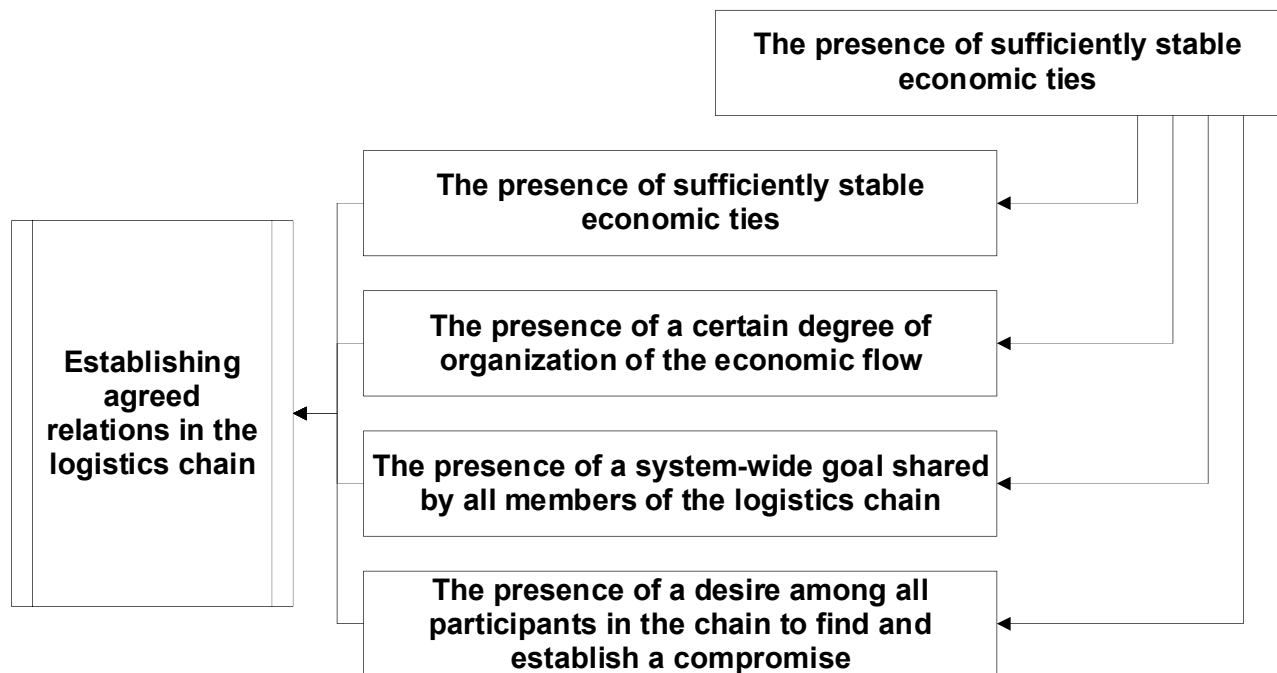 The presence of sufficiently stable
economic ties
The presence of sufficiently stable
economic ties
The presence of a certain degree of
organization of the economic flow
Establishing
agreed
relations in the
logistics chain
The presence of a system-wide goal shared
by all members of the logistics chain
The presence of a desire among all
participants in the chain to find and
establish a compromise